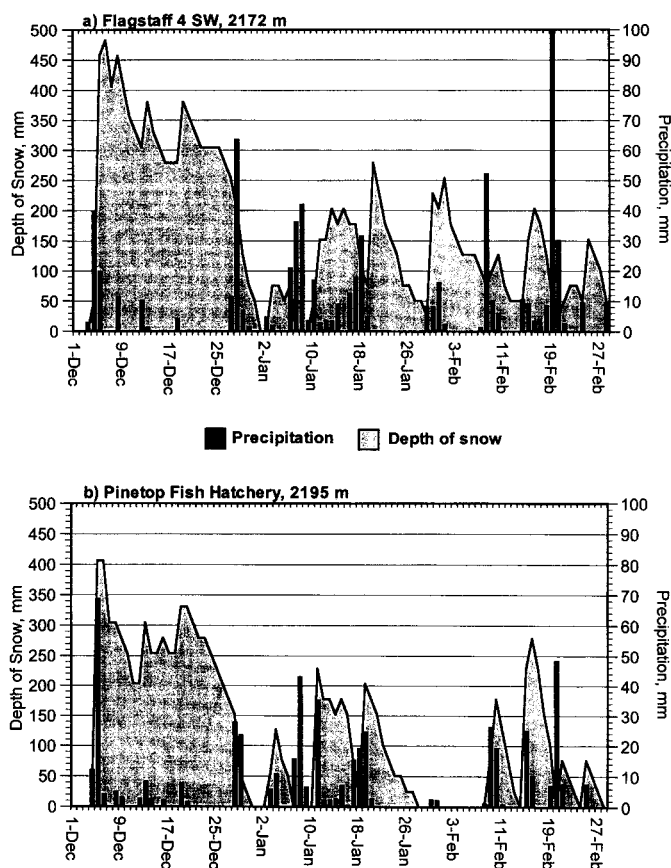 a) Flagstaff 4 SW, 2172 m
500
450
400
350
300
250
200
150
100
50
0
Depth of Snow, mm
100
90
80
70
60
50
40
30
20
10
0
Precipitation, mm
1-Dec
9-Dec
17-Dec
25-Dec
2-Jan
10-Jan
18-Jan
26-Jan
3-Feb
11-Feb
19-Feb
27-Feb
Precipitation
Depth of snow
b) Pinetop Fish Hatchery, 2195 m
500
450
400
350
300
250
200
150
100
50
0
Depth of Snow, mm
100
90
80
70
60
50
40
30
20
10
0
Precipitation, mm
1-Dec
9-Dec
17-Dec
25-Dec
2-Jan
10-Jan
18-Jan
26-Jan
3-Feb
11-Feb
19-Feb
27-Feb